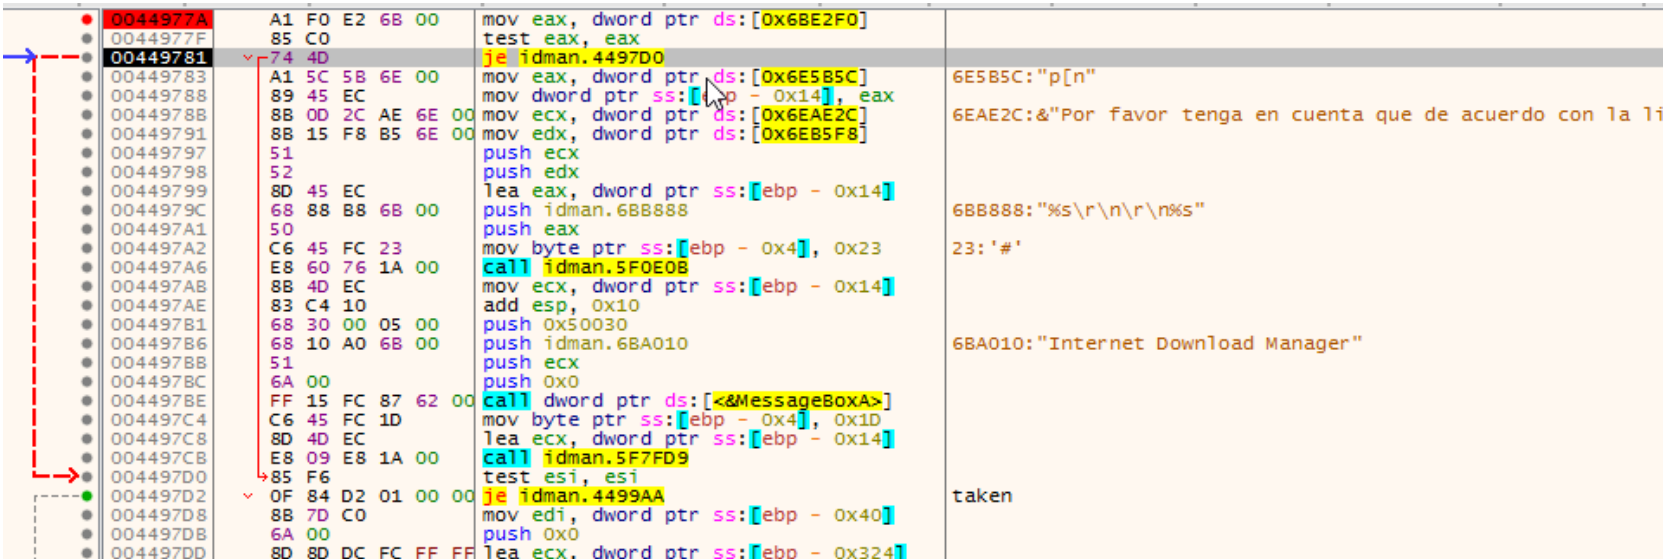 0044977A A1 F0 E2 6B 00 mov eax, dword ptr ds:[0x6BE2F0]
0044977F 85 C0 test eax, eax
00449781 74 4D je idman.4497D0
00449783 A1 5C 5B 6E 00 mov eax, dword ptr ds:[0x6E5B5C] 6E5B5C:"p[n"
00449788 89 45 EC mov dword ptr ss:[ebp - 0x14], eax
0044978B 8B 0D 2C AE 6E 00 mov ecx, dword ptr ds:[0x6EAE2C] 6EAE2C:&"Por favor tenga en cuenta que de acuerdo con la li
00449791 8B 15 F8 B5 6E 00 mov edx, dword ptr ds:[0x6EB5F8]
00449797 51 push ecx
00449798 52 push edx
00449799 8D 45 EC lea eax, dword ptr ss:[ebp - 0x14]
0044979C 68 88 B8 6B 00 push idman.6BB888 6BB888:"%s\r\n\r\n%s"
004497A1 50 push eax
004497A2 C6 45 FC 23 mov byte ptr ss:[ebp - 0x4], 0x23 23:'#'
004497A6 E8 60 76 1A 00 call idman.5F0E0B
004497AB 8B 4D EC mov ecx, dword ptr ss:[ebp - 0x14]
004497AE 83 C4 10 add esp, 0x10
004497B1 68 30 00 05 00 push 0x50030
004497B6 68 10 A0 6B 00 push idman.6BA010 6BA010:"Internet Download Manager"
004497BB 51 push ecx
004497BC 6A 00 push 0x0
004497BE FF 15 FC 87 62 00 call dword ptr ds:[<&MessageBoxA>]
004497C4 C6 45 FC 1D mov byte ptr ss:[ebp - 0x4], 0x1D
004497C8 8D 4D EC lea ecx, dword ptr ss:[ebp - 0x14]
004497CB E8 09 E8 1A 00 call idman.5F7FD9
004497D0 85 F6 test esi, esi
004497D2 0F 84 D2 01 00 00 je idman.4499AA taken
004497D8 8B 7D C0 mov edi, dword ptr ss:[ebp - 0x40]
004497DB 6A 00 push 0x0
004497DD 8D 8D DC FC FF FF lea ecx, dword ptr ss:[ebp - 0x324]